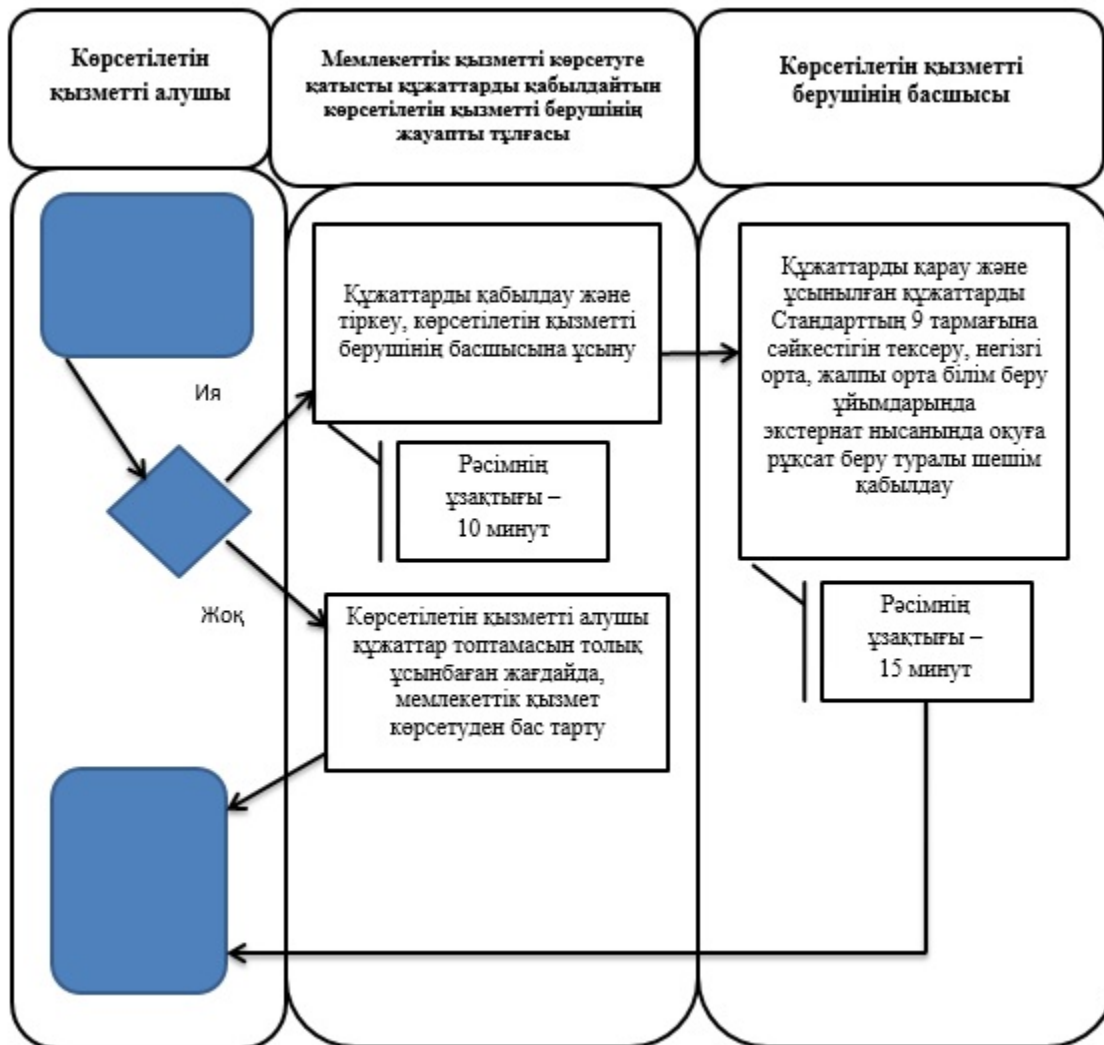 Көрсетілетін
қызметті алушы
Мемлекеттік қызметті көрсетуге
қатысты құжаттарды қабылдайтын
көрсетілетін қызметті берушінің
жауапты тұлғасы
Көрсетілетін қызметті
берушінің басшысы
Құжаттарды қабылдау және
тіркеу, көрсетілетін қызметті
берушінің басшысына ұсыну
Құжаттарды қарау және
ұсынылған құжаттарды
Стандарттың 9 тармағына
сәйкестігін тексеру, негізгі
орта, жалпы орта білім беру
ұйымдарында
экстернат нысанында оқуға
рұқсат беру туралы шешім
қабылдау
Ия
Рәсімнің
ұзақтығы –
10 минут
Жоқ
Көрсетілетін қызметті алушы
құжаттар топтамасын толық
ұсынбаған жағдайда,
мемлекеттік қызмет
көрсетуден бас тарту
Рәсімнің
ұзақтығы –
15 минут